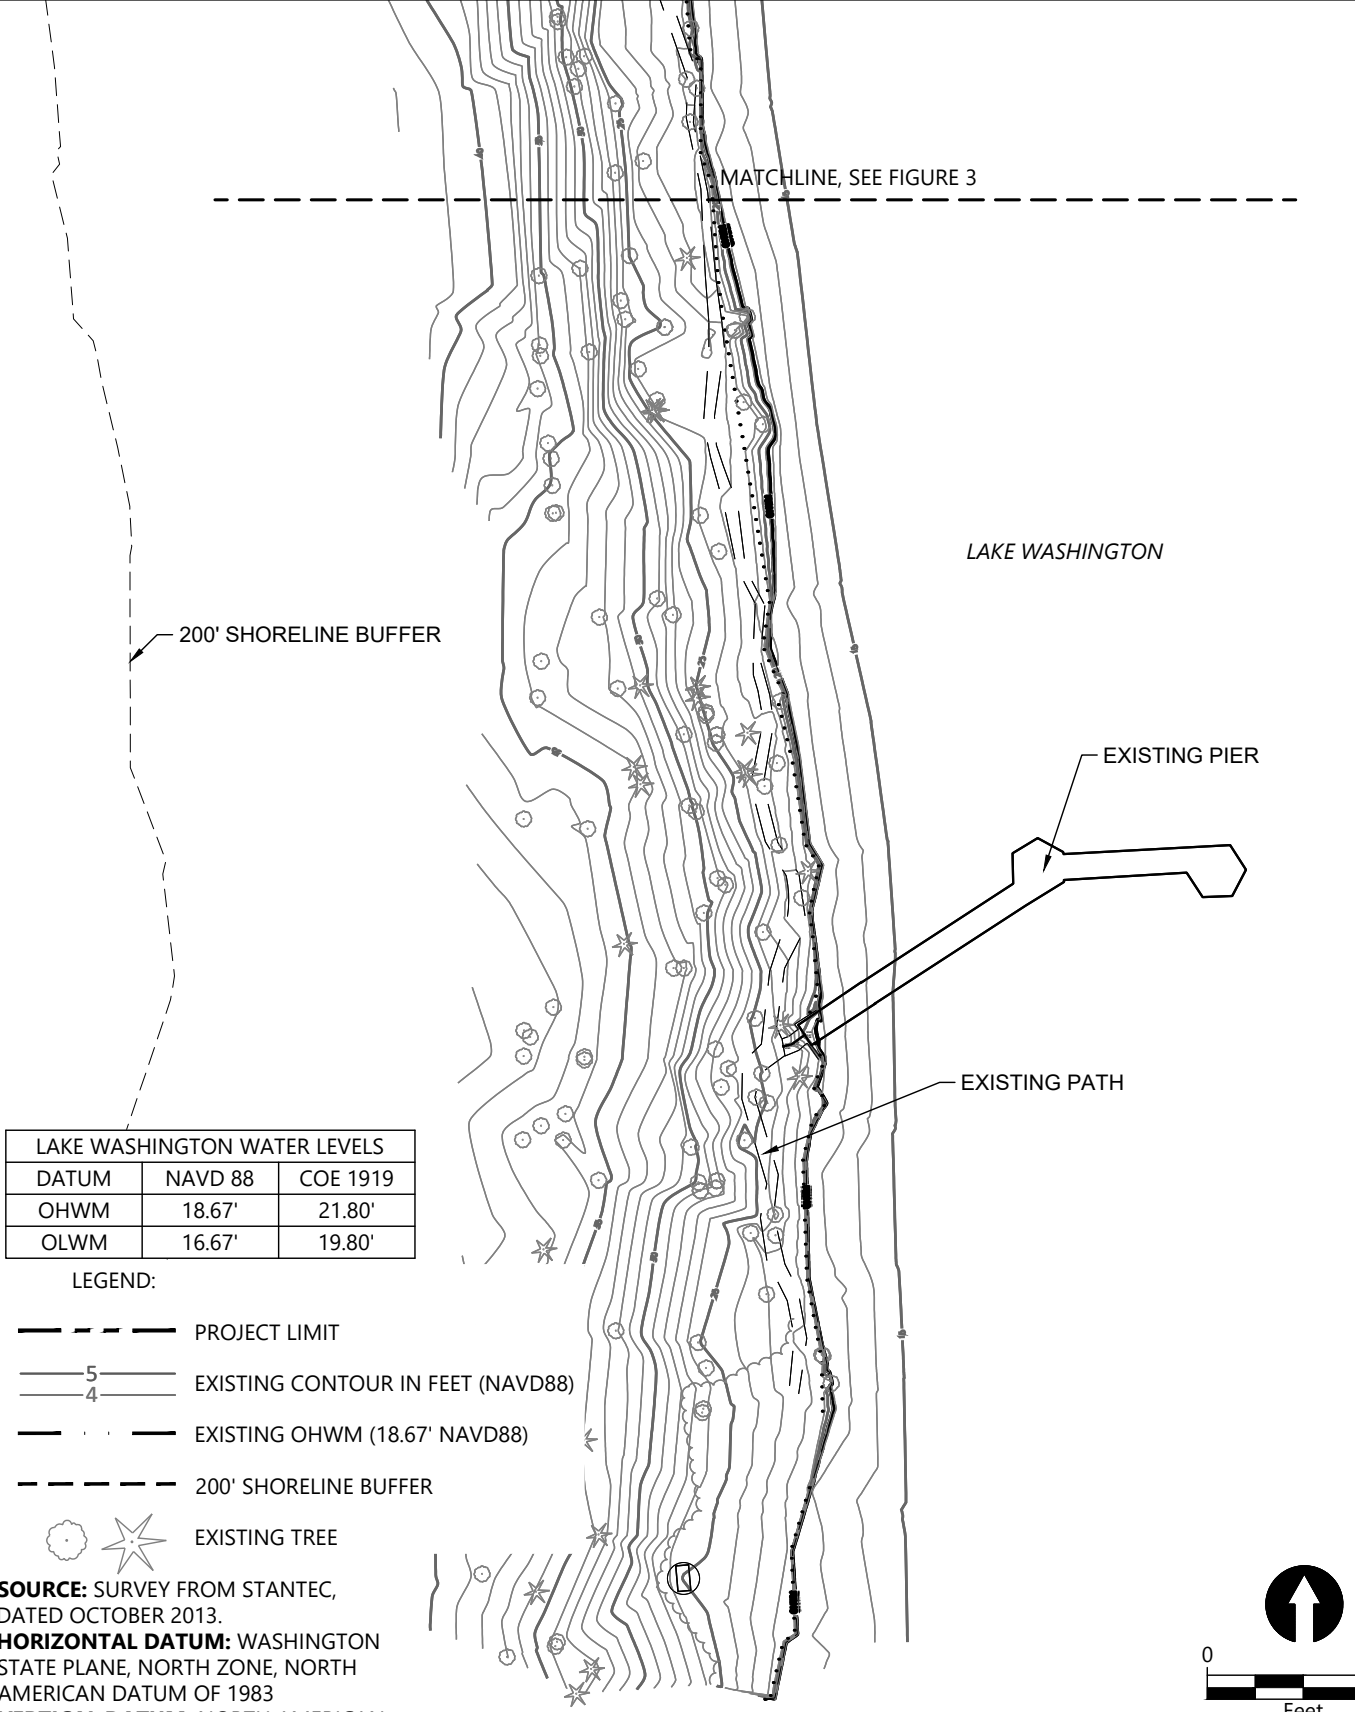 MATCHLINE, SEE FIGURE 3
LAKE WASHINGTON
200' SHORELINE BUFFER
EXISTING PIER
EXISTING PATH
25
25
LAKE WASHINGTON WATER LEVELS
DATUM NAVD 88 COE 1919
OHWM 18.67' 21.80'
OLWM 16.67' 19.80'
LEGEND:
PROJECT LIMIT
5
4
EXISTING CONTOUR IN FEET (NAVD88)
EXISTING OHWM (18.67' NAVD88)
200' SHORELINE BUFFER
EXISTING TREE
SOURCE: SURVEY FROM STANTEC,
DATED OCTOBER 2013.
HORIZONTAL DATUM: WASHINGTON
STATE PLANE, NORTH ZONE, NORTH
AMERICAN DATUM OF 1983
0
Feet